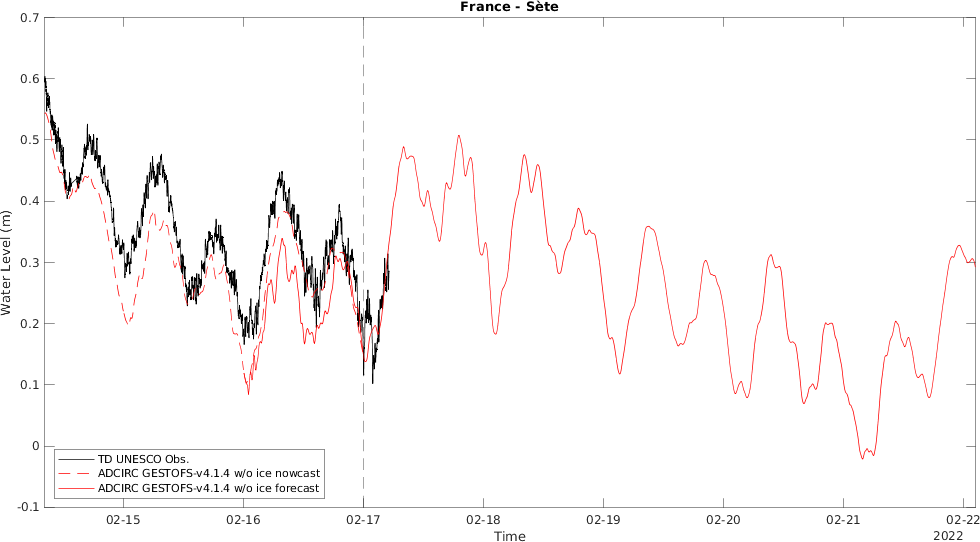 France - Sète
0.7
0.6
0.5
0.4
0.3
0.2
0.1
0
-0.1
Water Level (m)
TD UNESCO Obs.
ADCIRC GESTOFS-v4.1.4 w/o ice nowcast
ADCIRC GESTOFS-v4.1.4 w/o ice forecast
02-15 02-16 02-17 02-18 02-19 02-20 02-21 02-22
Time
2022